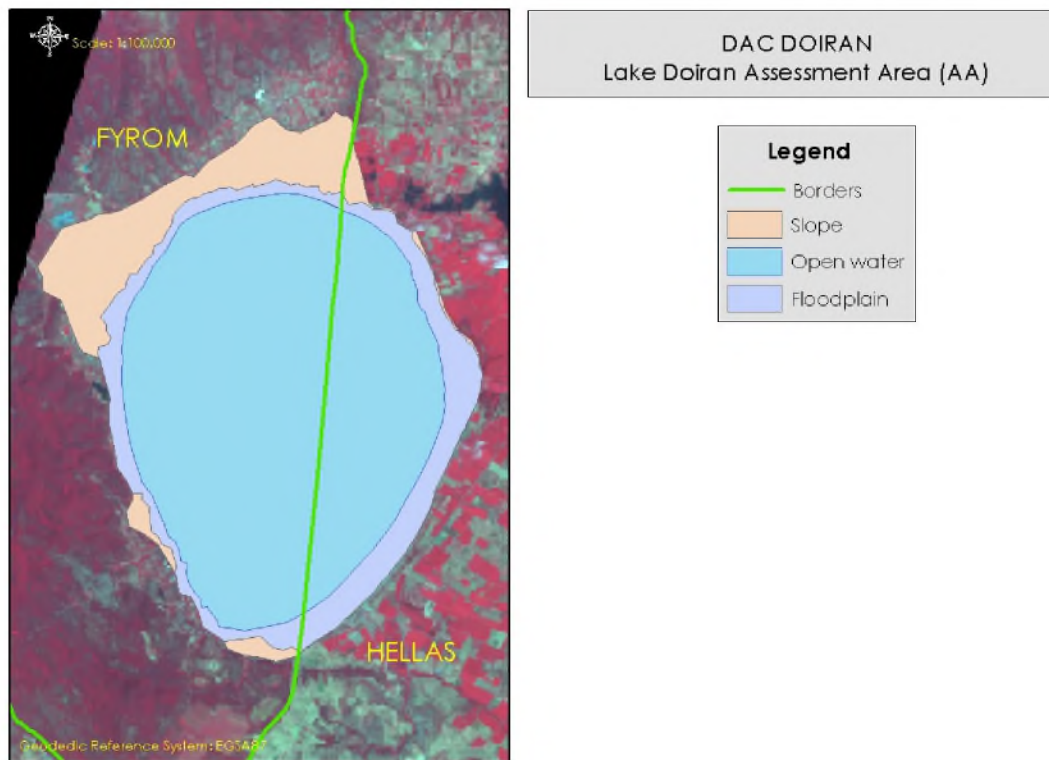 Scale: 1:100,000
FYROM
HELLAS
Geodedic Reference System: EGSA87
DAC DOIRAN
Lake Doiran Assessment Area (AA)
Legend
Borders
Slope
Open water
Floodplain